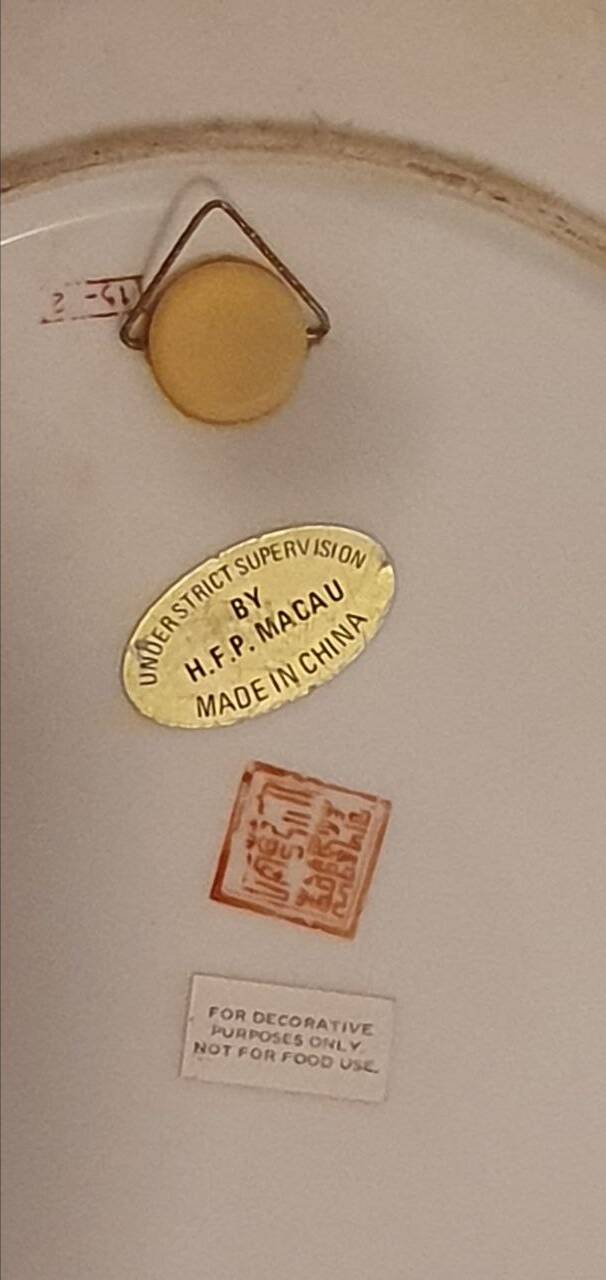 UNDER STRICT SUPERVISION
BY
H.F.P. MACAU
MADE IN CHINA
FOR DECORATIVE
PURPOSES ONLY.
NOT FOR FOOD USE.